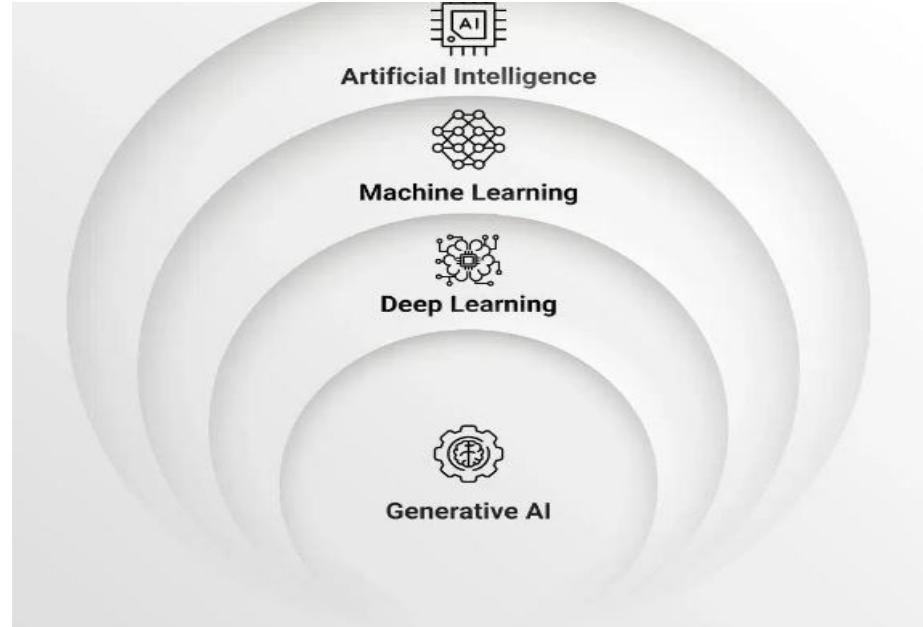 AI
Artificial Intelligence
Machine Learning
Deep Learning
Generative AI